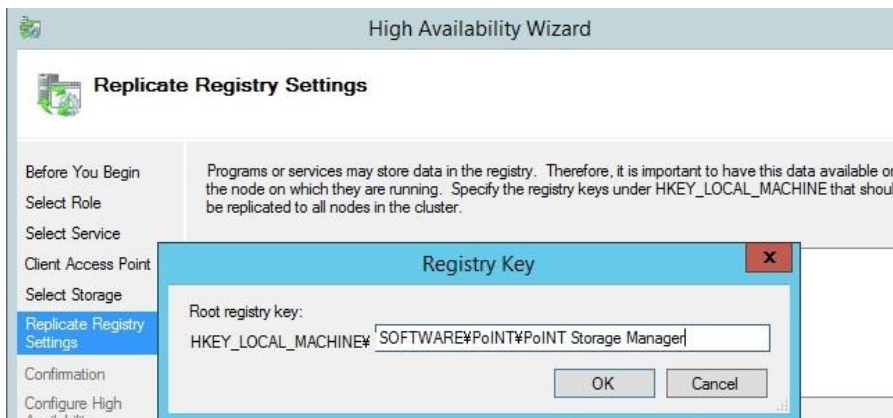 High Availability Wizard
Replicate Registry Settings
Before You Begin
Select Role
Select Service
Client Access Point
Select Storage
Replicate Registry
Settings
Confirmation
Configure High
Programs or services may store data in the registry. Therefore, it is important to have this data available on
the node on which they are running. Specify the registry keys under HKEY_LOCAL_MACHINE that shoul
be replicated to all nodes in the cluster.
Registry Key
x
Root registry key:
HKEY_LOCAL_MACHINE¥ SOFTWARE¥PoINT¥PoINT Storage Manager
OK Cancel